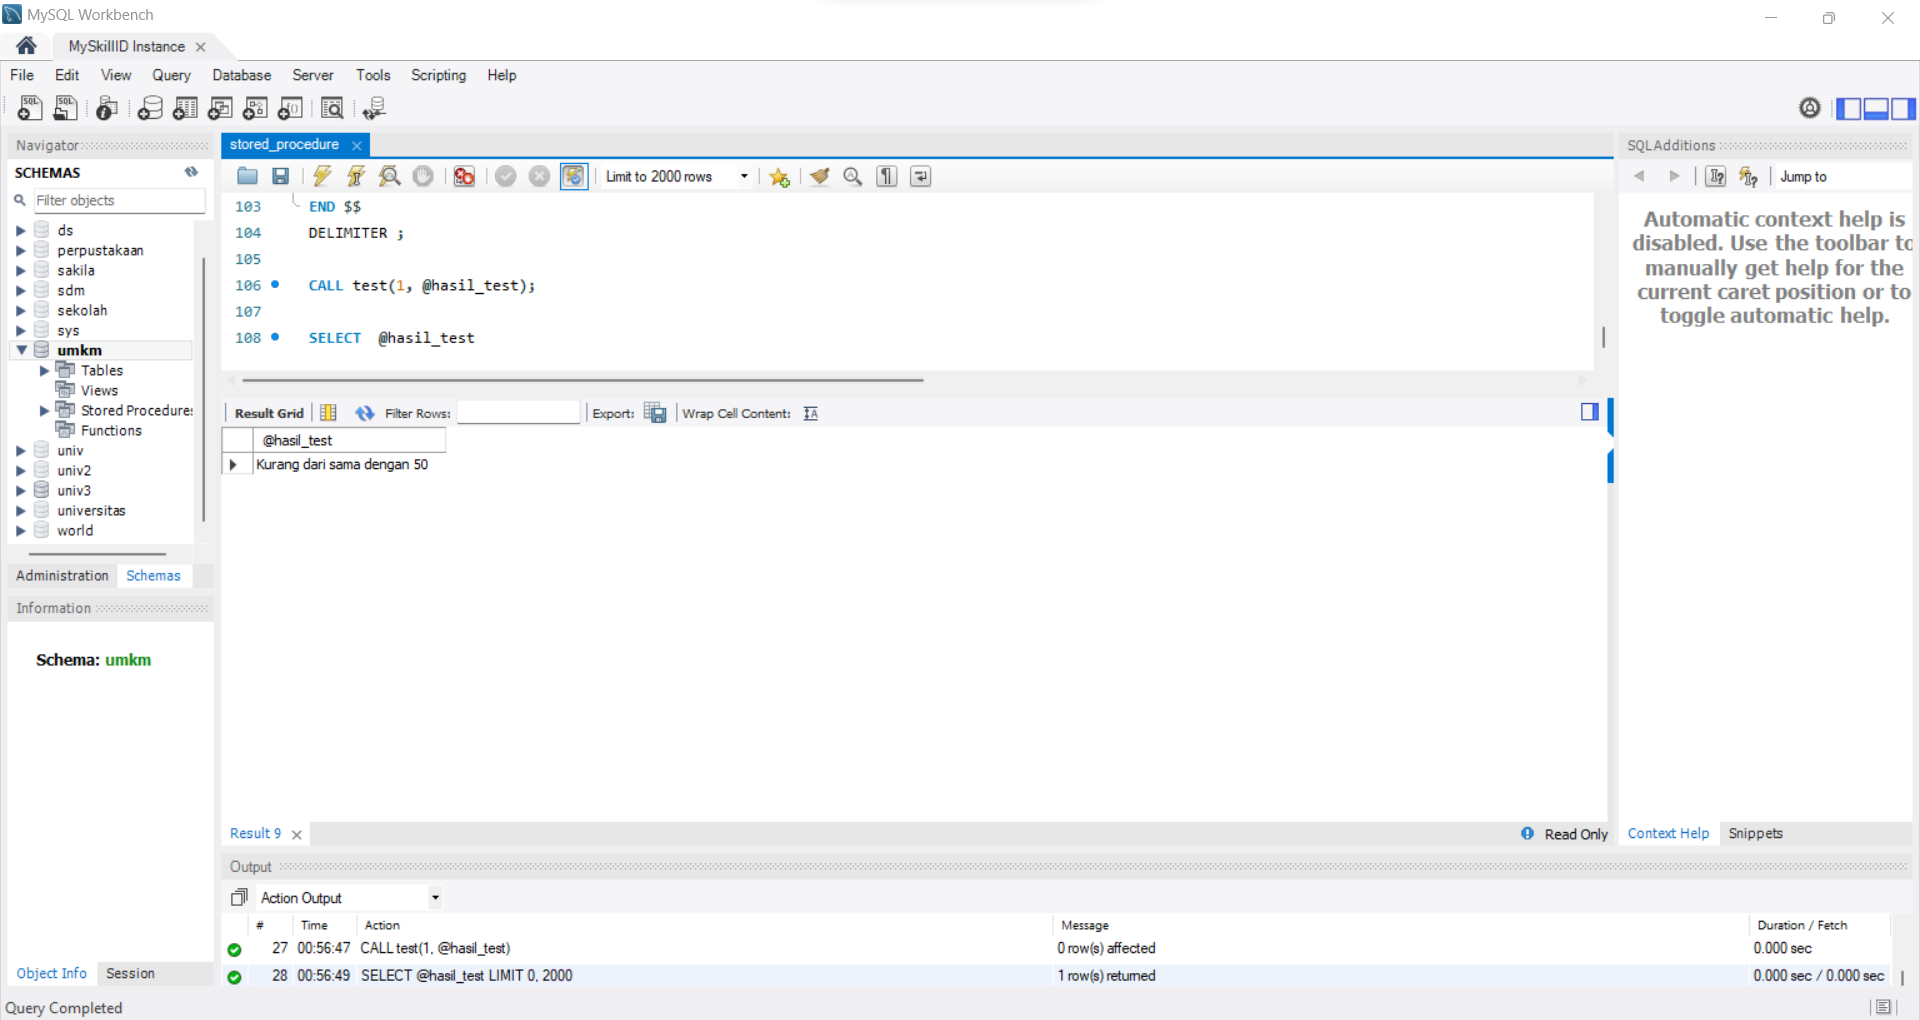 MySQL Workbench
MySkillID Instance
File Edit View Query Database Server Tools Scripting Help
Navigator
SCHEMAS
Filter objects
ds
perpustakaan
sakila
sdm
sekolah
sys
umkm
Tables
Views
Stored Procedures
Functions
univ
univ2
univ3
universitas
world
Administration Schemas
Information
Schema: umkm
Object Info Session
Query Completed
stored_procedure
Limit to 2000 rows
103 END $$
104 DELIMITER ;
105
106 CALL test(1, @hasil_test);
107
108 SELECT @hasil_test
Result Grid Filter Rows: Export: Wrap Cell Content:
@hasil_test
Kurang dari sama dengan 50
Result 9
Read Only
Output
Action Output
# Time Action Message Duration / Fetch
27 00:56:47 CALL test(1, @hasil_test) 0 row(s) affected 0.000 sec
28 00:56:49 SELECT @hasil_test LIMIT 0, 2000 1 row(s) returned 0.000 sec / 0.000 sec
SQLAdditions
Jump to
Automatic context help is
disabled. Use the toolbar to
manually get help for the
current caret position or to
toggle automatic help.
Context Help Snippets